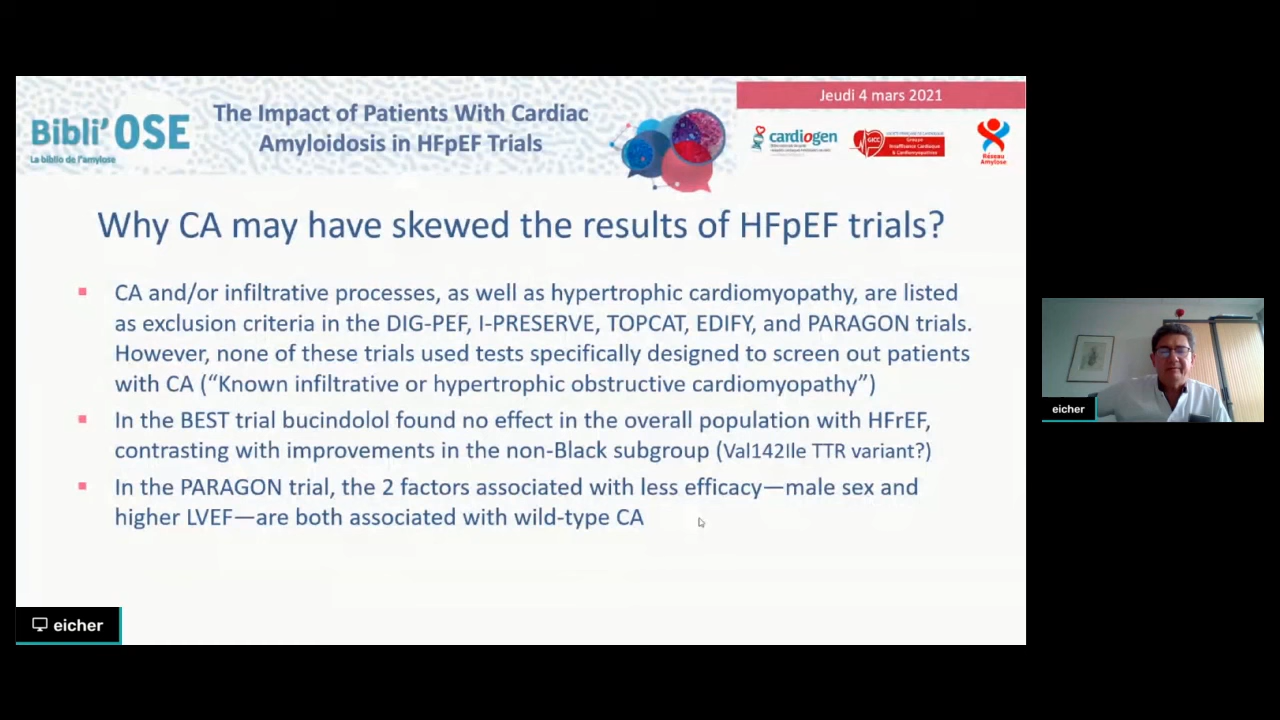 The Impact of Patients With Cardiac
Amyloidosis in HFpEF Trials
Bibli'OSE
La biblio de l'amylose
Jeudi 4 mars 2021
cardiogen
GICC
Groupe
Insuffisance Cardiaque
& Cardiomyopathies
Réseau
Amylose
Why CA may have skewed the results of HFpEF trials?
CA and/or infiltrative processes, as well as hypertrophic cardiomyopathy, are listed
as exclusion criteria in the DIG-PEF, I-PRESERVE, TOPCAT, EDIFY, and PARAGON trials.
However, none of these trials used tests specifically designed to screen out patients
with CA (“Known infiltrative or hypertrophic obstructive cardiomyopathy”)
In the BEST trial bucindolol found no effect in the overall population with HFrEF,
contrasting with improvements in the non-Black subgroup (Val142Ile TTR variant?)
In the PARAGON trial, the 2 factors associated with less efficacy—male sex and
higher LVEF—are both associated with wild-type CA
eicher
eicher